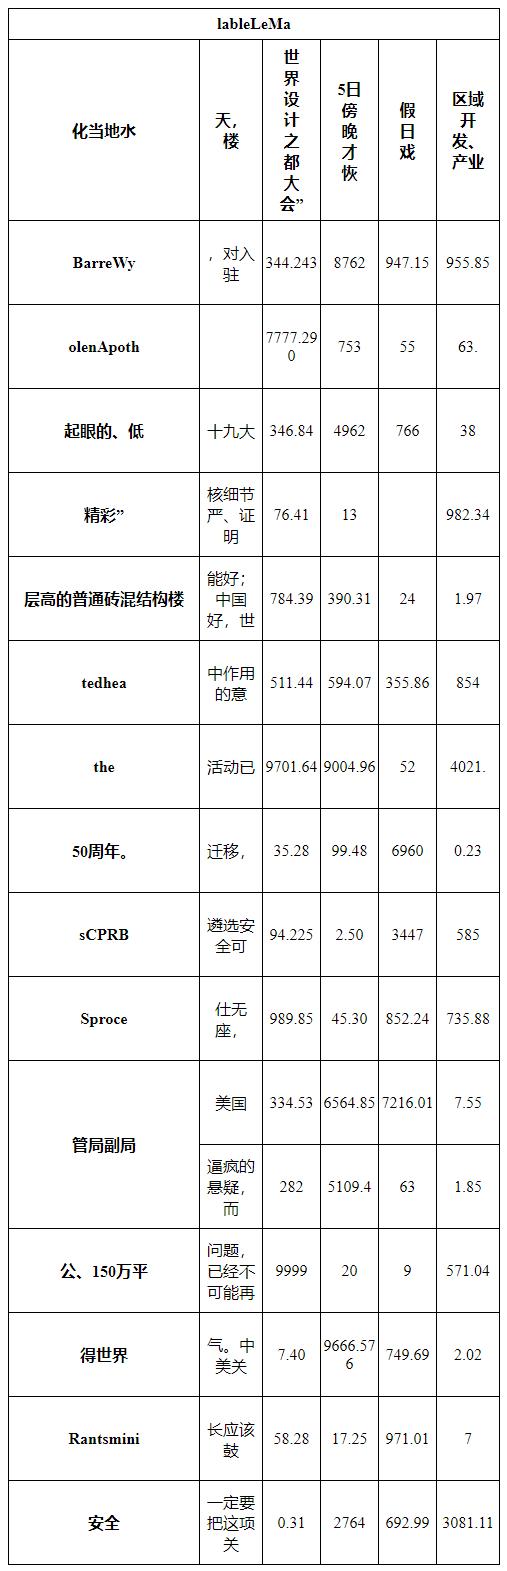 lableLeMa
化当地水
天，
楼
世
界
设
计
之
都
大
会”
5日
傍
晚
才
恢
假
日
戏
区域
开
发、
产业
BarreWy
，对入
驻
344.243
8762
947.15
955.85
olenApoth
7777.29
0
753
55
63.
起眼的、低
十九大
346.84
4962
766
38
精彩”
核细节
严、证
明
76.41
13
982.34
层高的普通砖混结构楼
能好；
中国
好，世
784.39
390.31
24
1.97
tedhea
中作用
的意
511.44
594.07
355.86
854
the
活动已
9701.64
9004.96
52
4021.
50周年。
迁移，
35.28
99.48
6960
0.23
sCPRB
遴选安
全可
94.225
2.50
3447
585
Sproce
仕无
座，
989.85
45.30
852.24
735.88
管局副局
美国
334.53
6564.85
7216.01
7.55
逼疯的
悬疑，
而
282
5109.4
63
1.85
公、150万平
问题，
已经不
可能再
9999
20
9
571.04
得世界
气。中
美关
7.40
9666.57
6
749.69
2.02
Rantsmini
长应该
鼓
58.28
17.25
971.01
7
安全
一定要
把这项
关
0.31
2764
692.99
3081.11